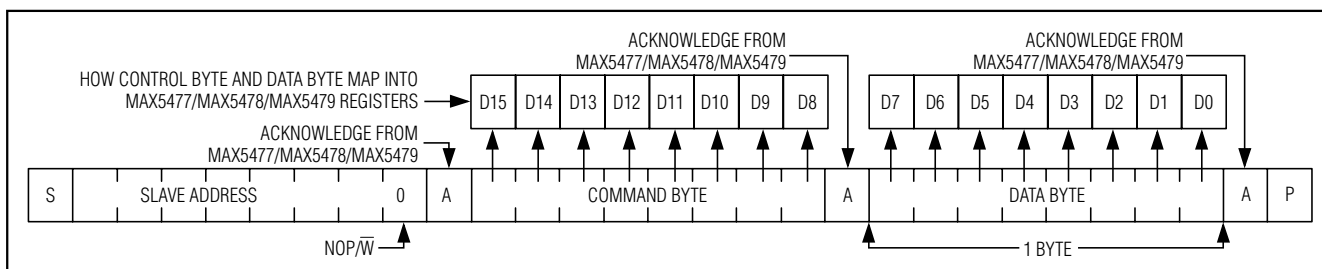 ACKNOWLEDGE FROM
MAX5477/MAX5478/MAX5479
ACKNOWLEDGE FROM
MAX5477/MAX5478/MAX5479
HOW CONTROL BYTE AND DATA BYTE MAP INTO
MAX5477/MAX5478/MAX5479 REGISTERS
D15 D14 D13 D12 D11 D10 D9 D8
D7 D6 D5 D4 D3 D2 D1 D0
ACKNOWLEDGE FROM
MAX5477/MAX5478/MAX5479
S SLAVE ADDRESS 0 A COMMAND BYTE A DATA BYTE A P
NOP/W̅
1 BYTE